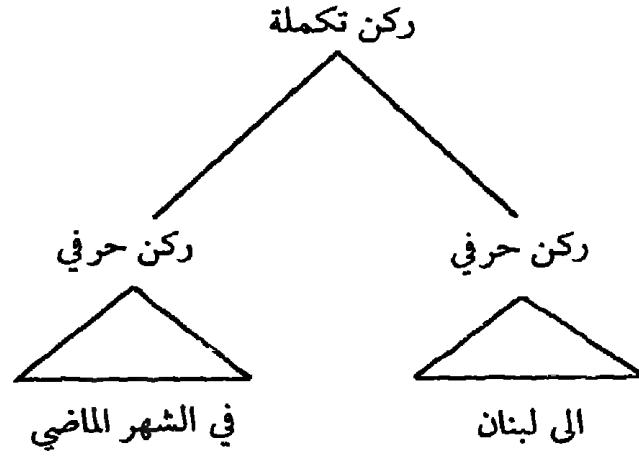 ركن تكملة
ركن حرفي ركن حرفي
الى لبنان في الشهر الماضي